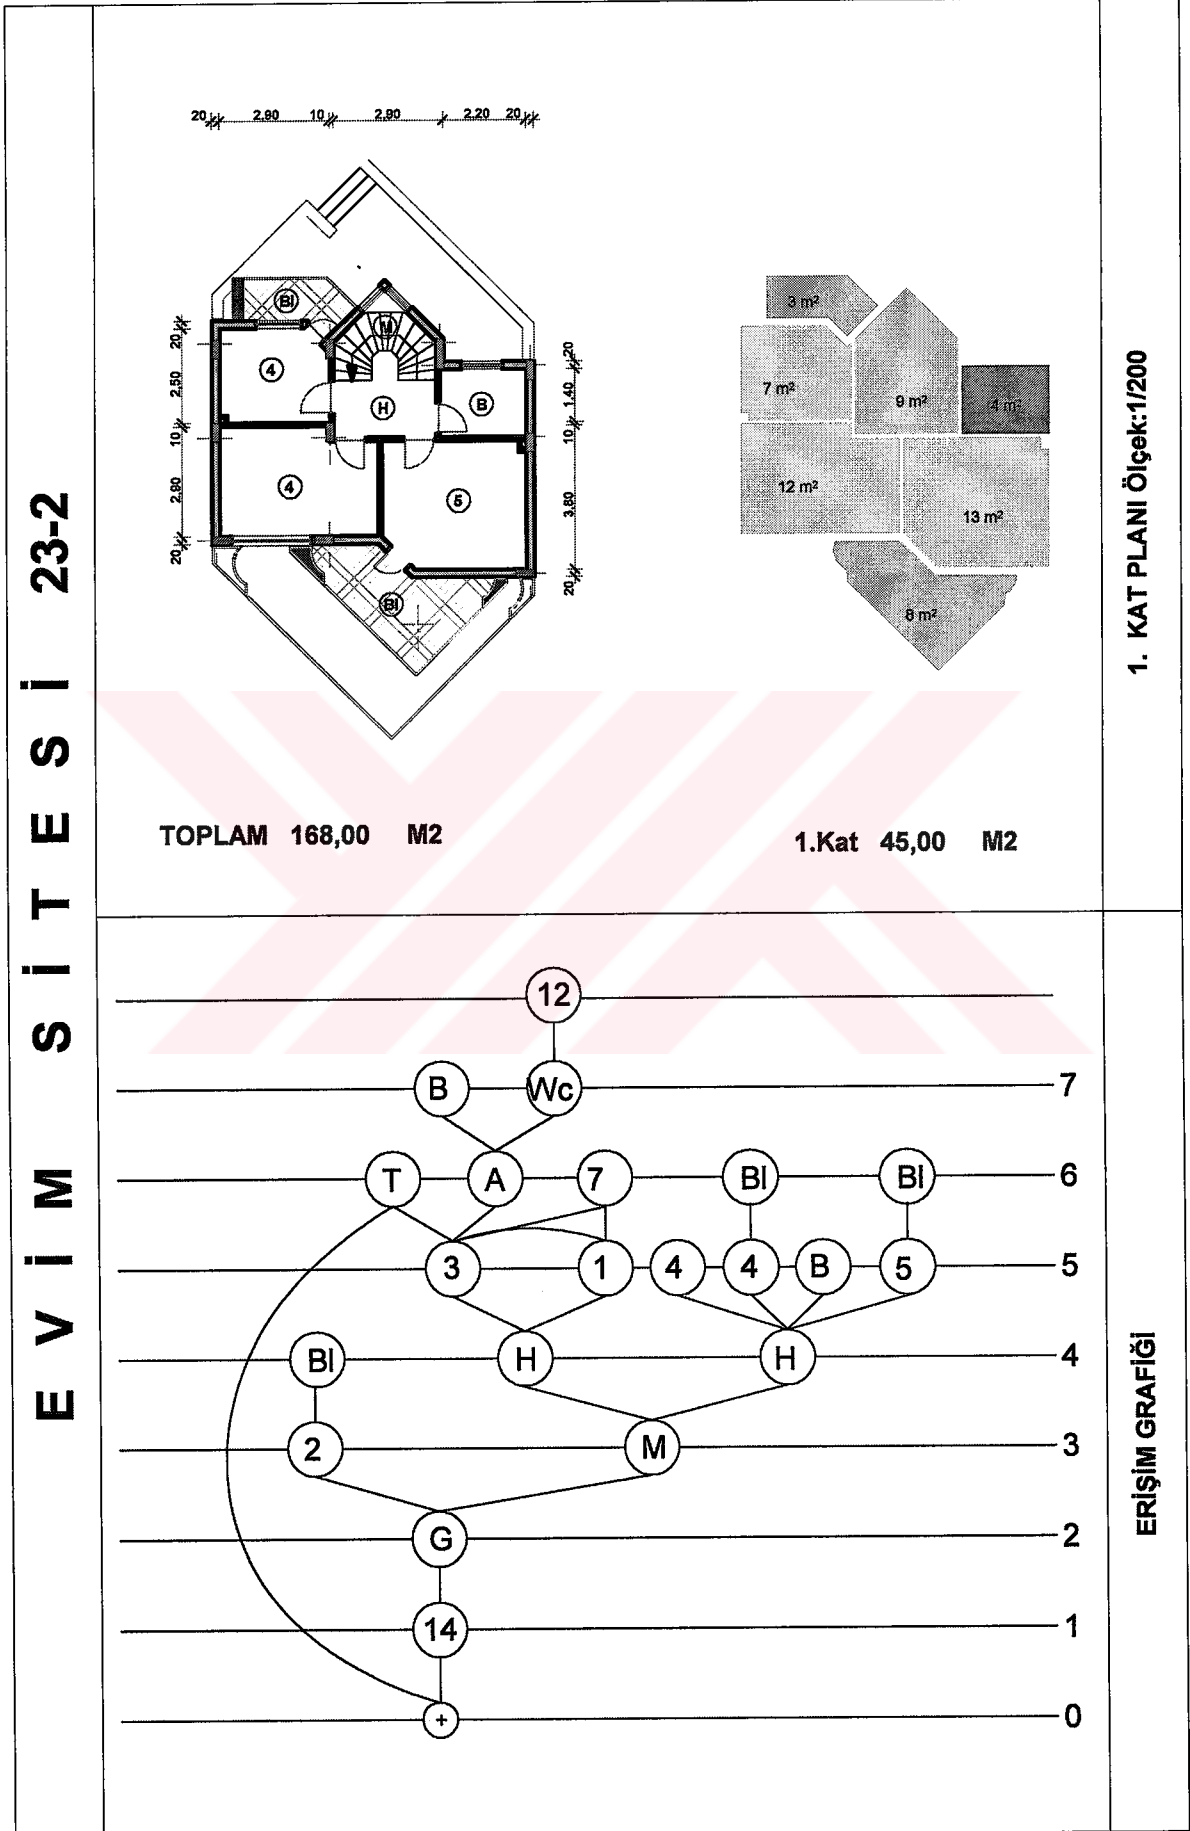 EVİM SİTESİ 23-2
20 2,90 10 2,90 2,20 20
Bl
M
20
20
4
2,50
1,40
H
B
10
10
4
5
2,80
3,80
20
20
Bl
3 m²
7 m²
9 m²
4 m²
12 m²
13 m²
8 m²
1. KAT PLANI Ölçek:1/200
TOPLAM 168,00 M2
1.Kat 45,00 M2
12
B Wc 7
T A 7 Bl Bl 6
3 1 4 4 B 5 5
Bl H H 4
2 M 3
G 2
14 1
+ 0
ERİŞİM GRAFİĞİ